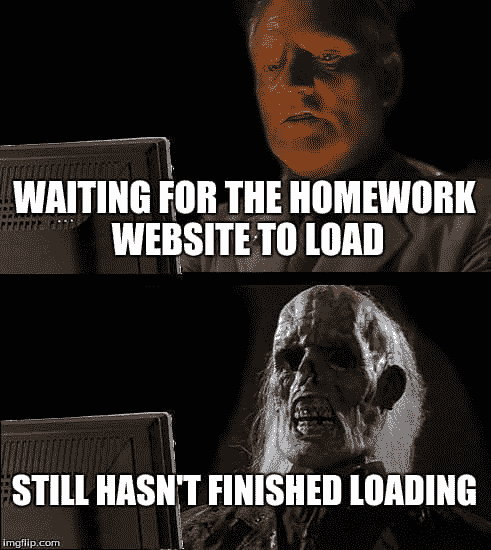 WAITING FOR THE HOMEWORK
WEBSITE TO LOAD
STILL HASN'T FINISHED LOADING
imgflip.com